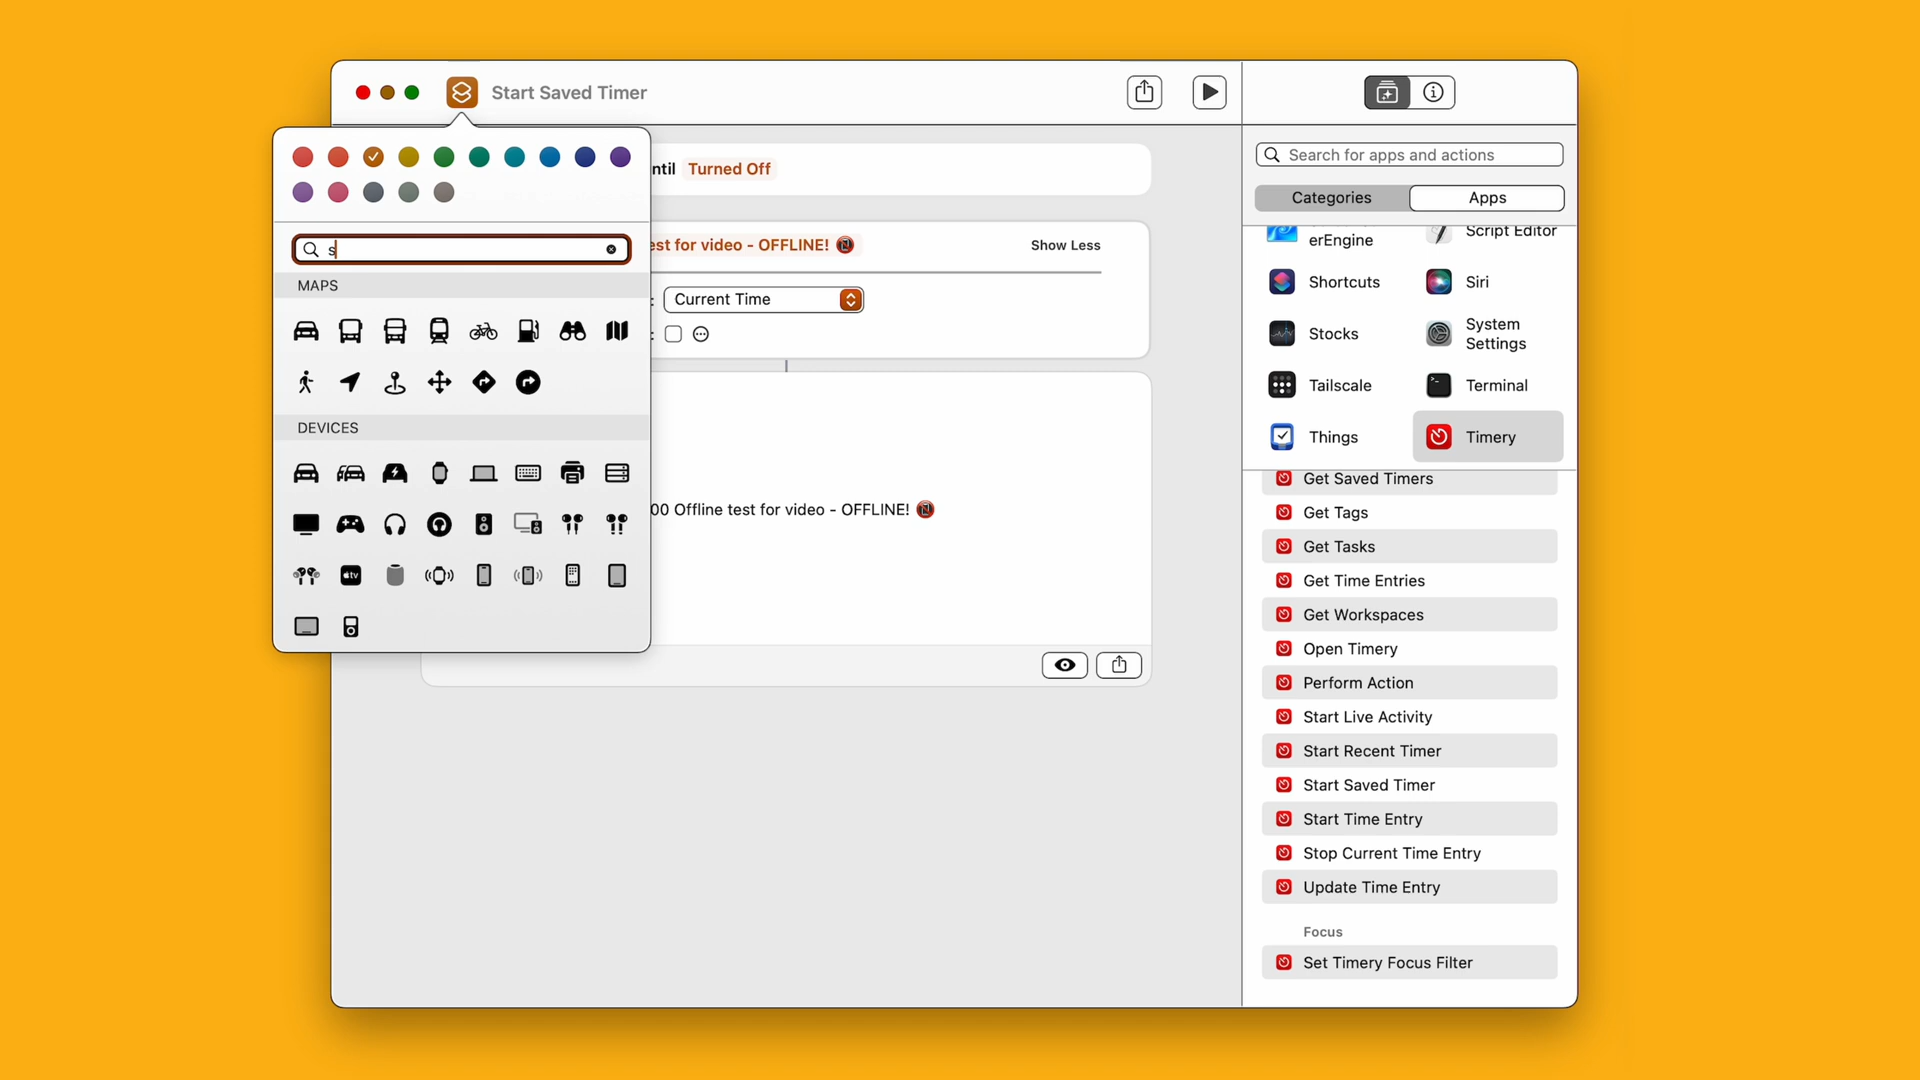 Start Saved Timer
ntil Turned Off
s
est for video - OFFLINE!
Show Less
MAPS
: Current Time
:
DEVICES
tv
00 Offline test for video - OFFLINE!
Search for apps and actions
Categories
Apps
erEngine
Script Editor
Shortcuts
Siri
Stocks
System
Settings
Tailscale
Terminal
Things
Timery
Get Saved Timers
Get Tags
Get Tasks
Get Time Entries
Get Workspaces
Open Timery
Perform Action
Start Live Activity
Start Recent Timer
Start Saved Timer
Start Time Entry
Stop Current Time Entry
Update Time Entry
Focus
Set Timery Focus Filter